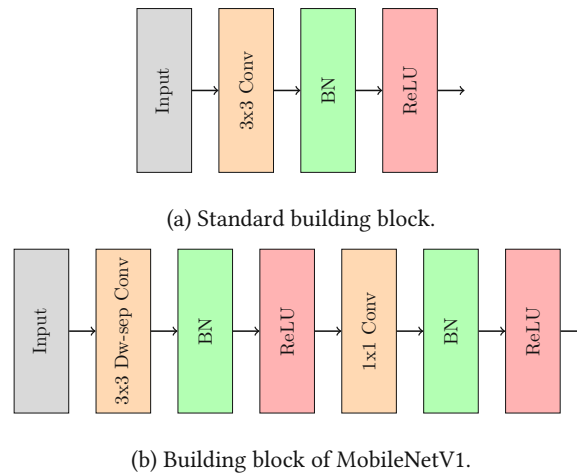 Input
3x3 Conv
BN
ReLU
(a) Standard building block.
Input
3x3 Dw-sep Conv
BN
ReLU
1x1 Conv
BN
ReLU
(b) Building block of MobileNetV1.